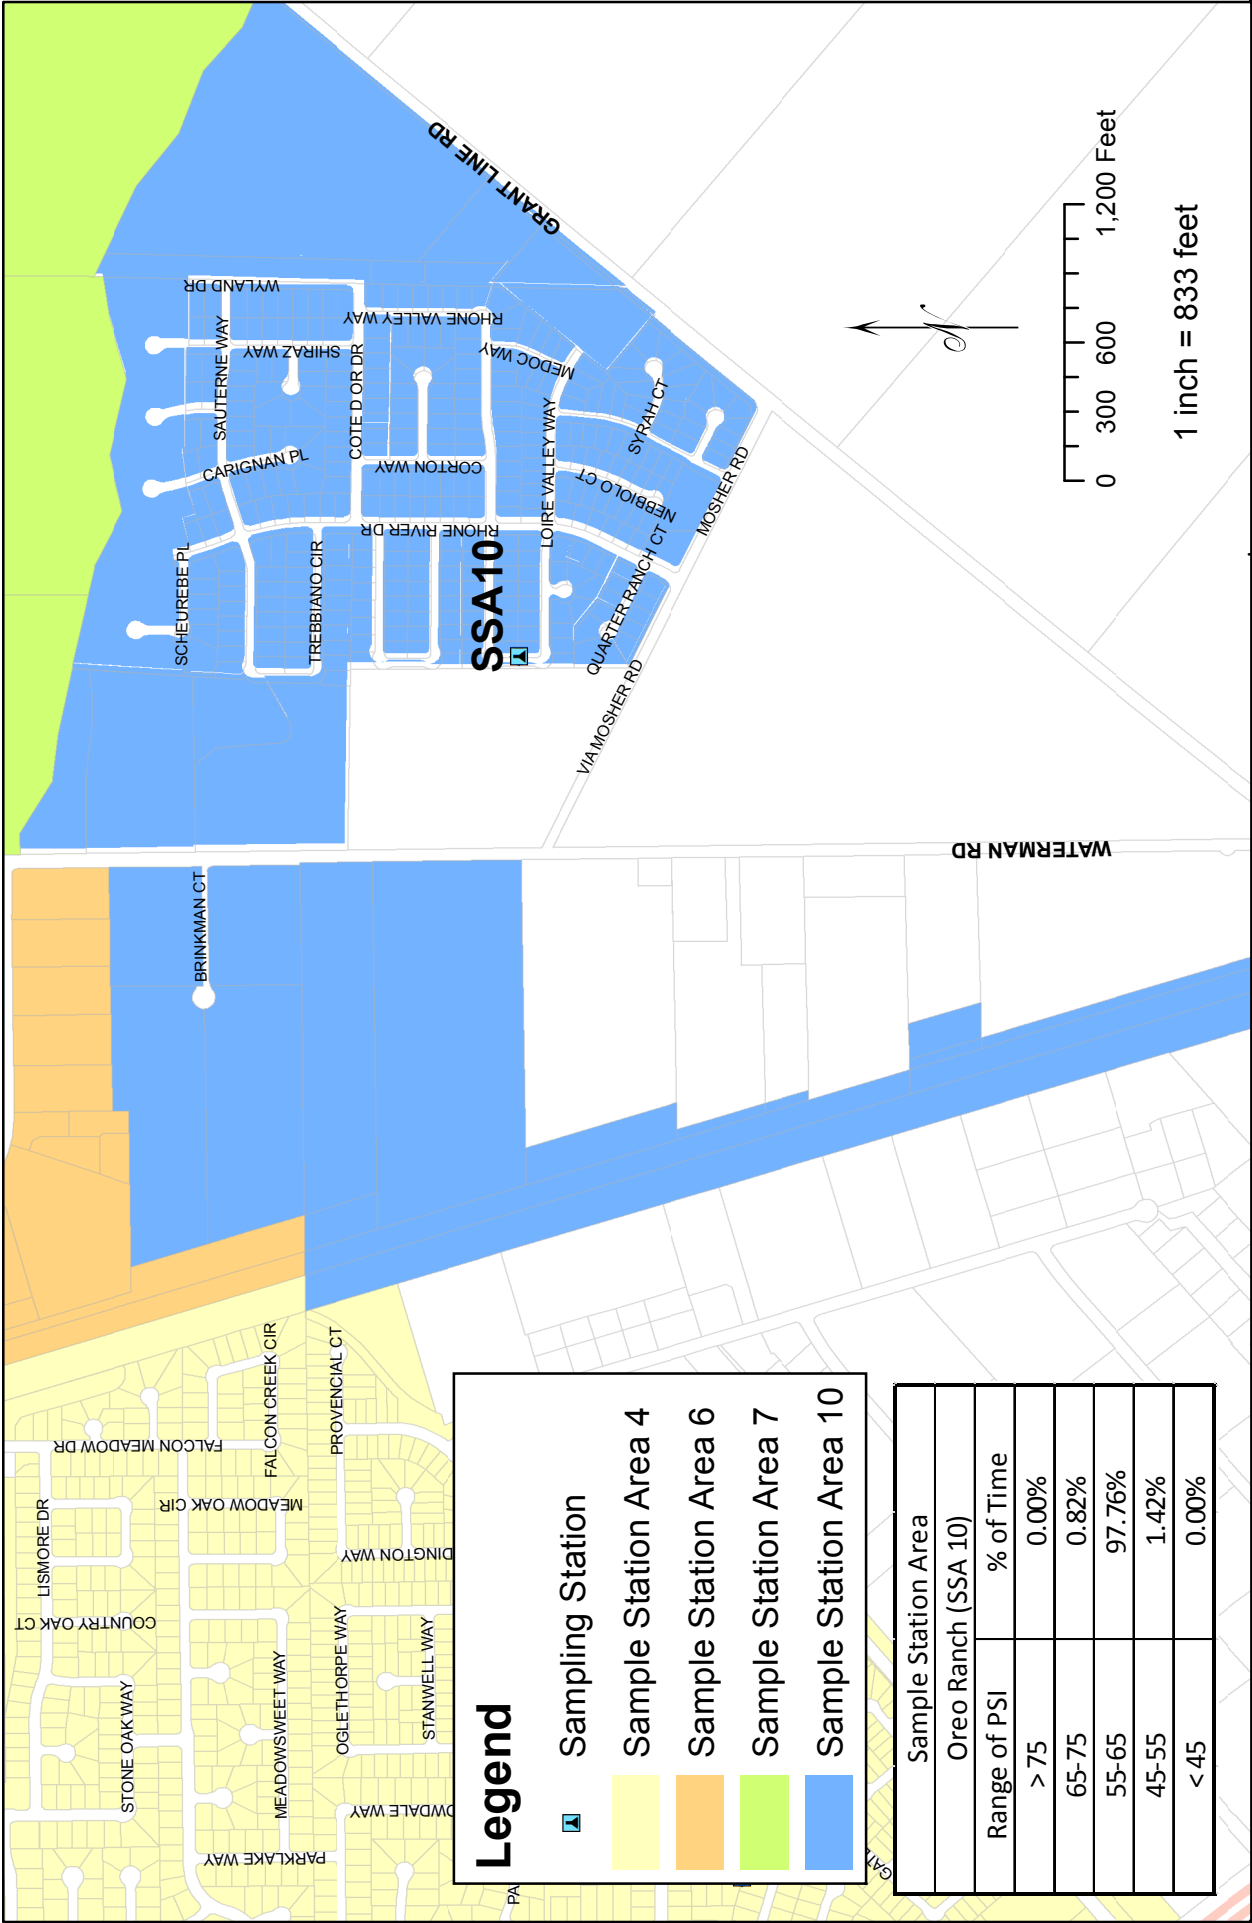 LISMORE DR
COUNTRY OAK CT
STONE OAK WAY
FALCON MEADOW DR
MEADOW OAK CIR
FALCON CREEK CIR
MEADOWSWEET WAY
PARKLAKE WAY
PROVENCIAL CT
DINGTON WAY
OGLETHORPE WAY
STANWELL WAY
OWDALE WAY
PA
GATE
BRINKMAN CT
WATERMAN RD
SCHEUREBE PL
CARIGNAN PL
SAUTERNE WAY
WYLAND DR
SHIRAZ WAY
TREBBIANO CIR
COTE D OR DR
RHONE VALLEY WAY
CORTON WAY
RHONE RIVER DR
SSA10
MEDOC WAY
LOIRE VALLEY WAY
NEBBIOLO CT
SYRAH CT
QUARTER RANCH CT
VIA MOSHER RD
MOSHER RD
GRANT LINE RD
Legend
Sampling Station
Sample Station Area 4
Sample Station Area 6
Sample Station Area 7
Sample Station Area 10
Sample Station Area
Oreo Ranch (SSA 10)
Range of PSI % of Time
> 75 0.00%
65-75 0.82%
55-65 97.76%
45-55 1.42%
< 45 0.00%
N
0 300 600 1,200 Feet
1 inch = 833 feet